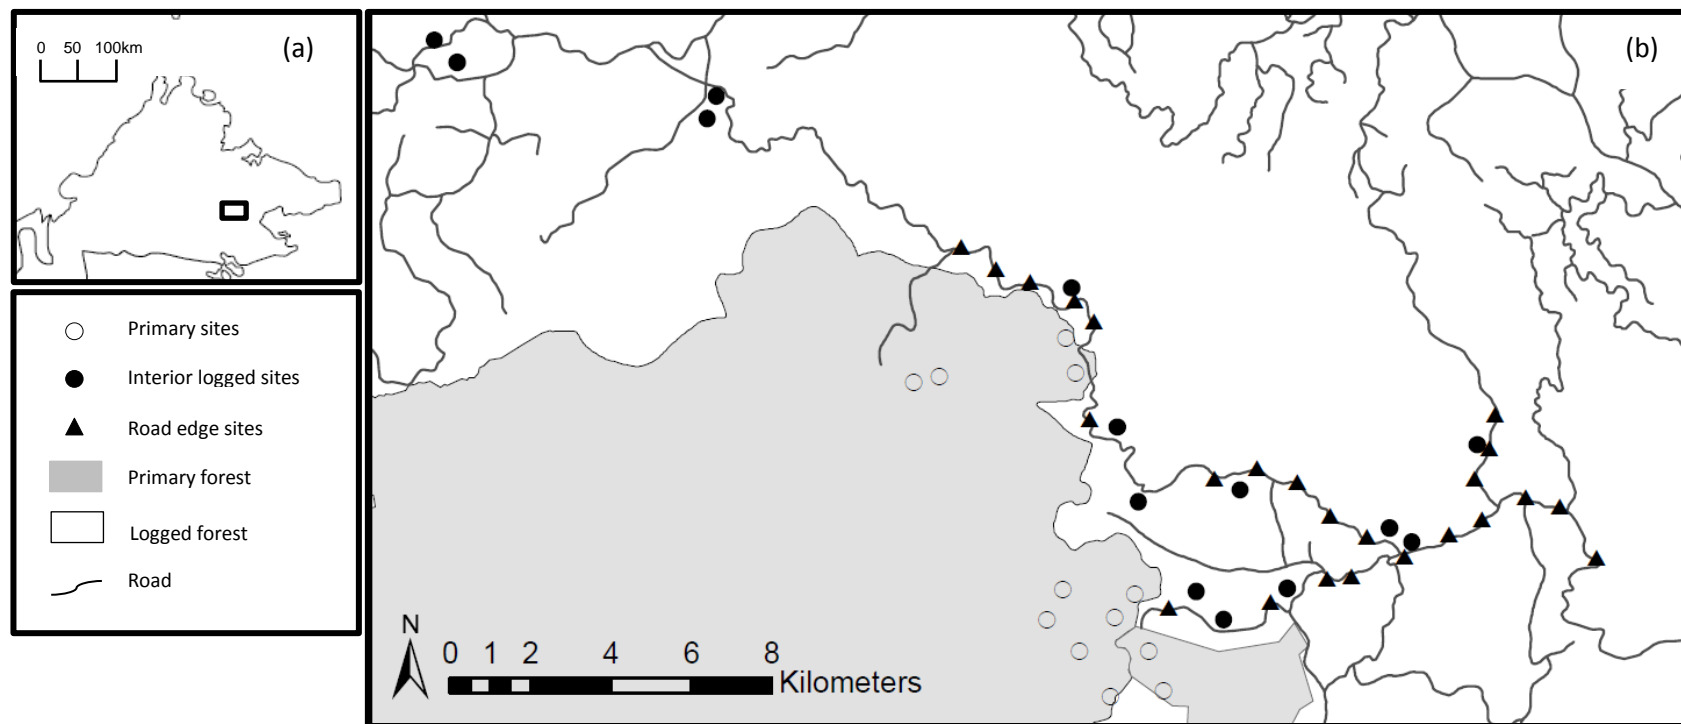 0 50 100km
(a)
(b)
Primary sites
Interior logged sites
Road edge sites
Primary forest
Logged forest
Road
N
0 1 2 4 6 8
Kilometers